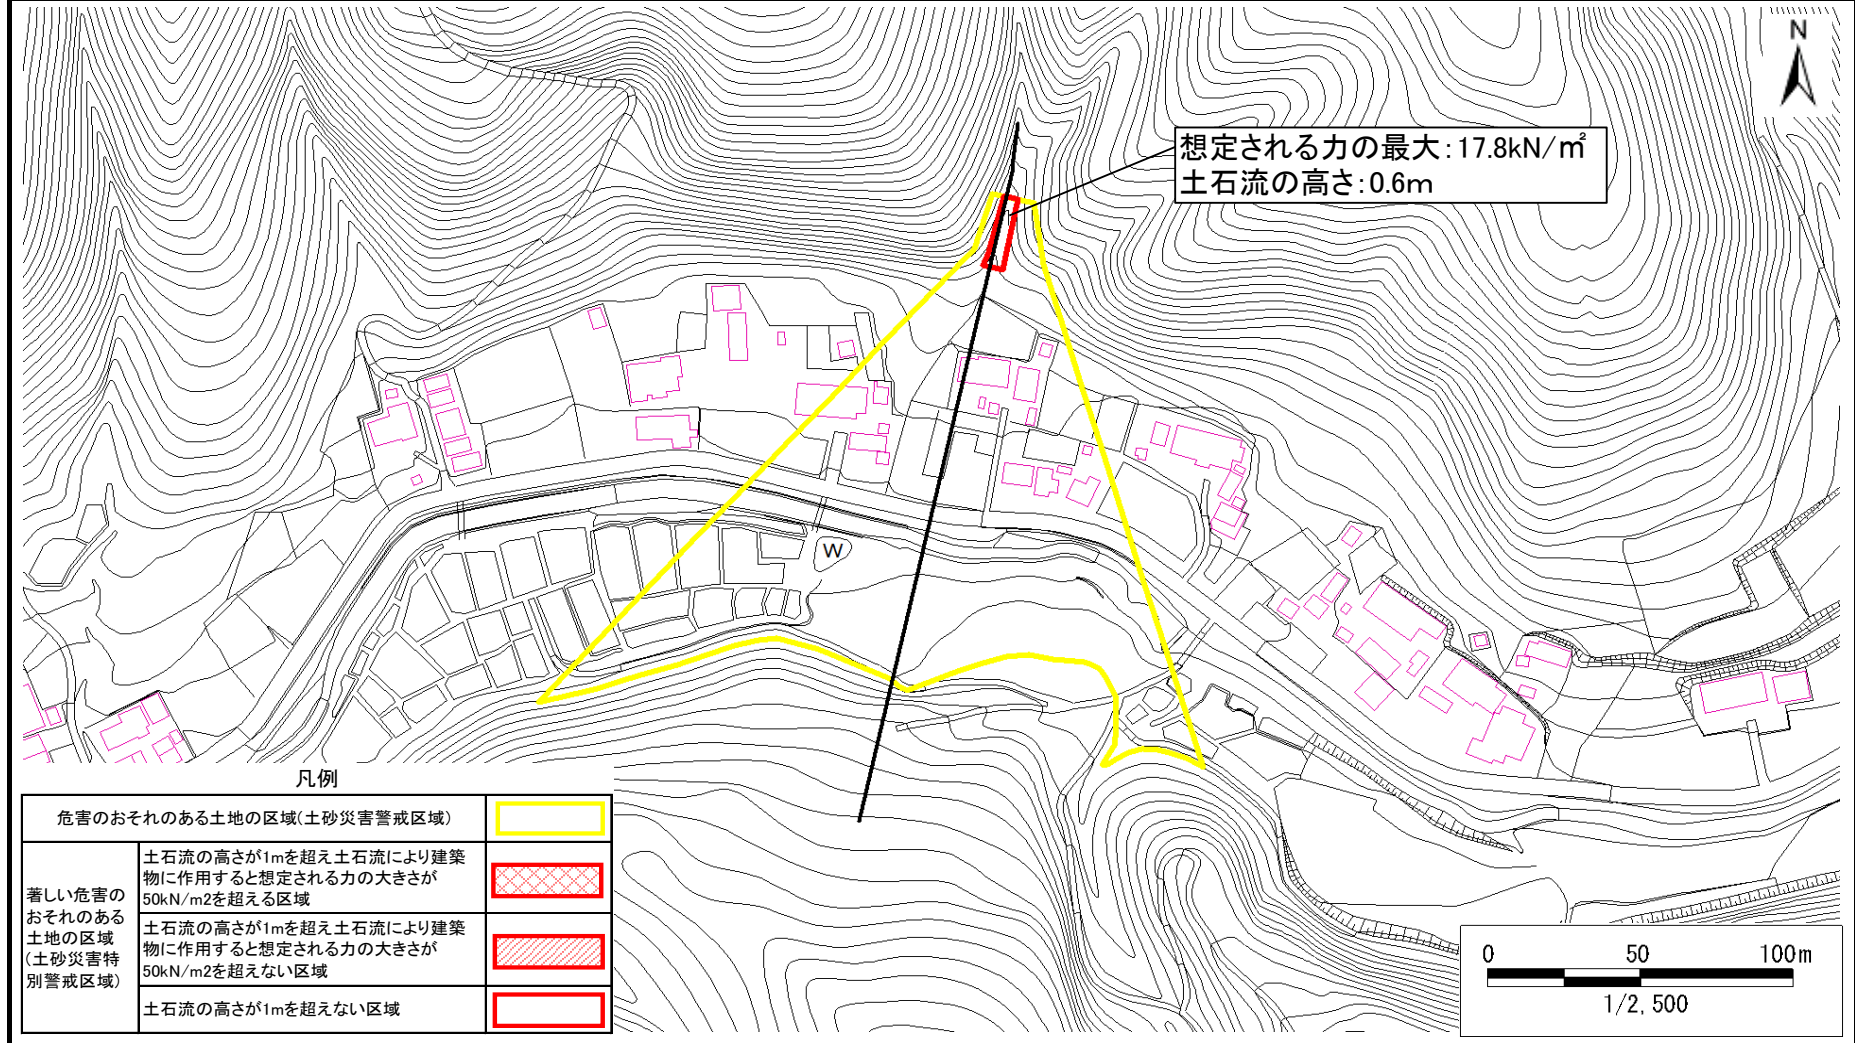 N
想定される力の最大:17.8kN/㎡
土石流の高さ:0.6m
W
凡例
危害のおそれのある土地の区域(土砂災害警戒区域)
著しい危害の
おそれのある
土地の区域
(土砂災害特
別警戒区域)
土石流の高さが1mを超え土石流により建築
物に作用すると想定される力の大きさが
50kN/m2を超える区域
土石流の高さが1mを超え土石流により建築
物に作用すると想定される力の大きさが
50kN/m2を超えない区域
土石流の高さが1mを超えない区域
0 50 100m
1/2,500